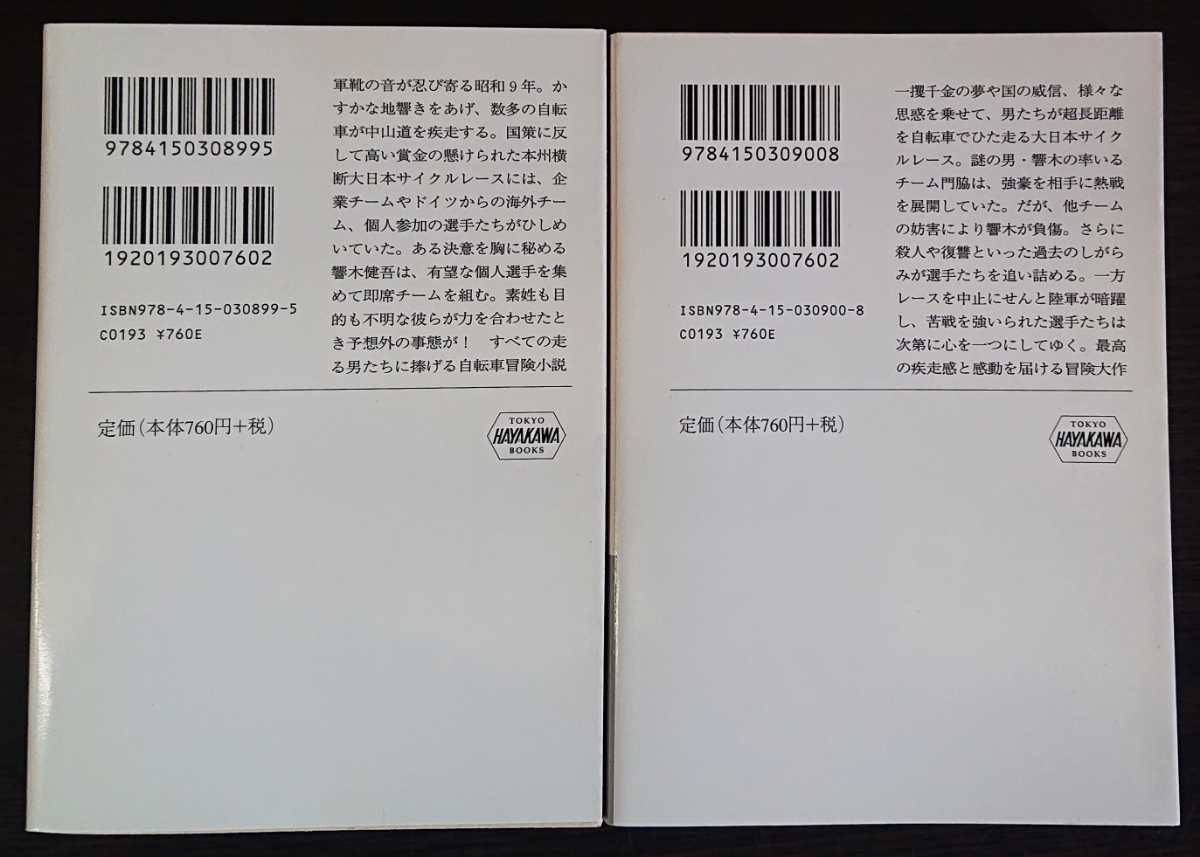 9784150308995
1920193007602
ISBN978-4-15-030899-5
C0193 ¥760E
軍靴の音が忍び寄る昭和9年。か
すかな地響きをあげ、数多の自転
車が中山道を疾走する。国策に反
して高い賞金の懸けられた本州横
断大日本サイクルレースには、企
業チームやドイツからの海外チー
ム、個人参加の選手たちがひしめ
いていた。ある決意を胸に秘める
響木健吾は、有望な個人選手を集
めて即席チームを組む。素姓も目
的も不明な彼らが力を合わせたと
き予想外の事態が！　すべての走
る男たちに捧げる自転車冒険小説
定価（本体760円＋税）
TOKYO
HAYAKAWA
BOOKS
9784150309008
1920193007602
ISBN978-4-15-030900-8
C0193 ¥760E
一攫千金の夢や国の威信、様々な
思惑を乗せて、男たちが超長距離
を自転車でひた走る大日本サイク
ルレース。謎の男・響木の率いる
チーム門脇は、強豪を相手に熱戦
を展開していた。だが、他チーム
の妨害により響木が負傷。さらに
殺人や復讐といった過去のしがら
みが選手たちを追い詰める。一方
レースを中止にせんと陸軍が暗躍
し、苦戦を強いられた選手たちは
次第に心を一つにしてゆく。最高
の疾走感と感動を届ける冒険大作
定価（本体760円＋税）
TOKYO
HAYAKAWA
BOOKS